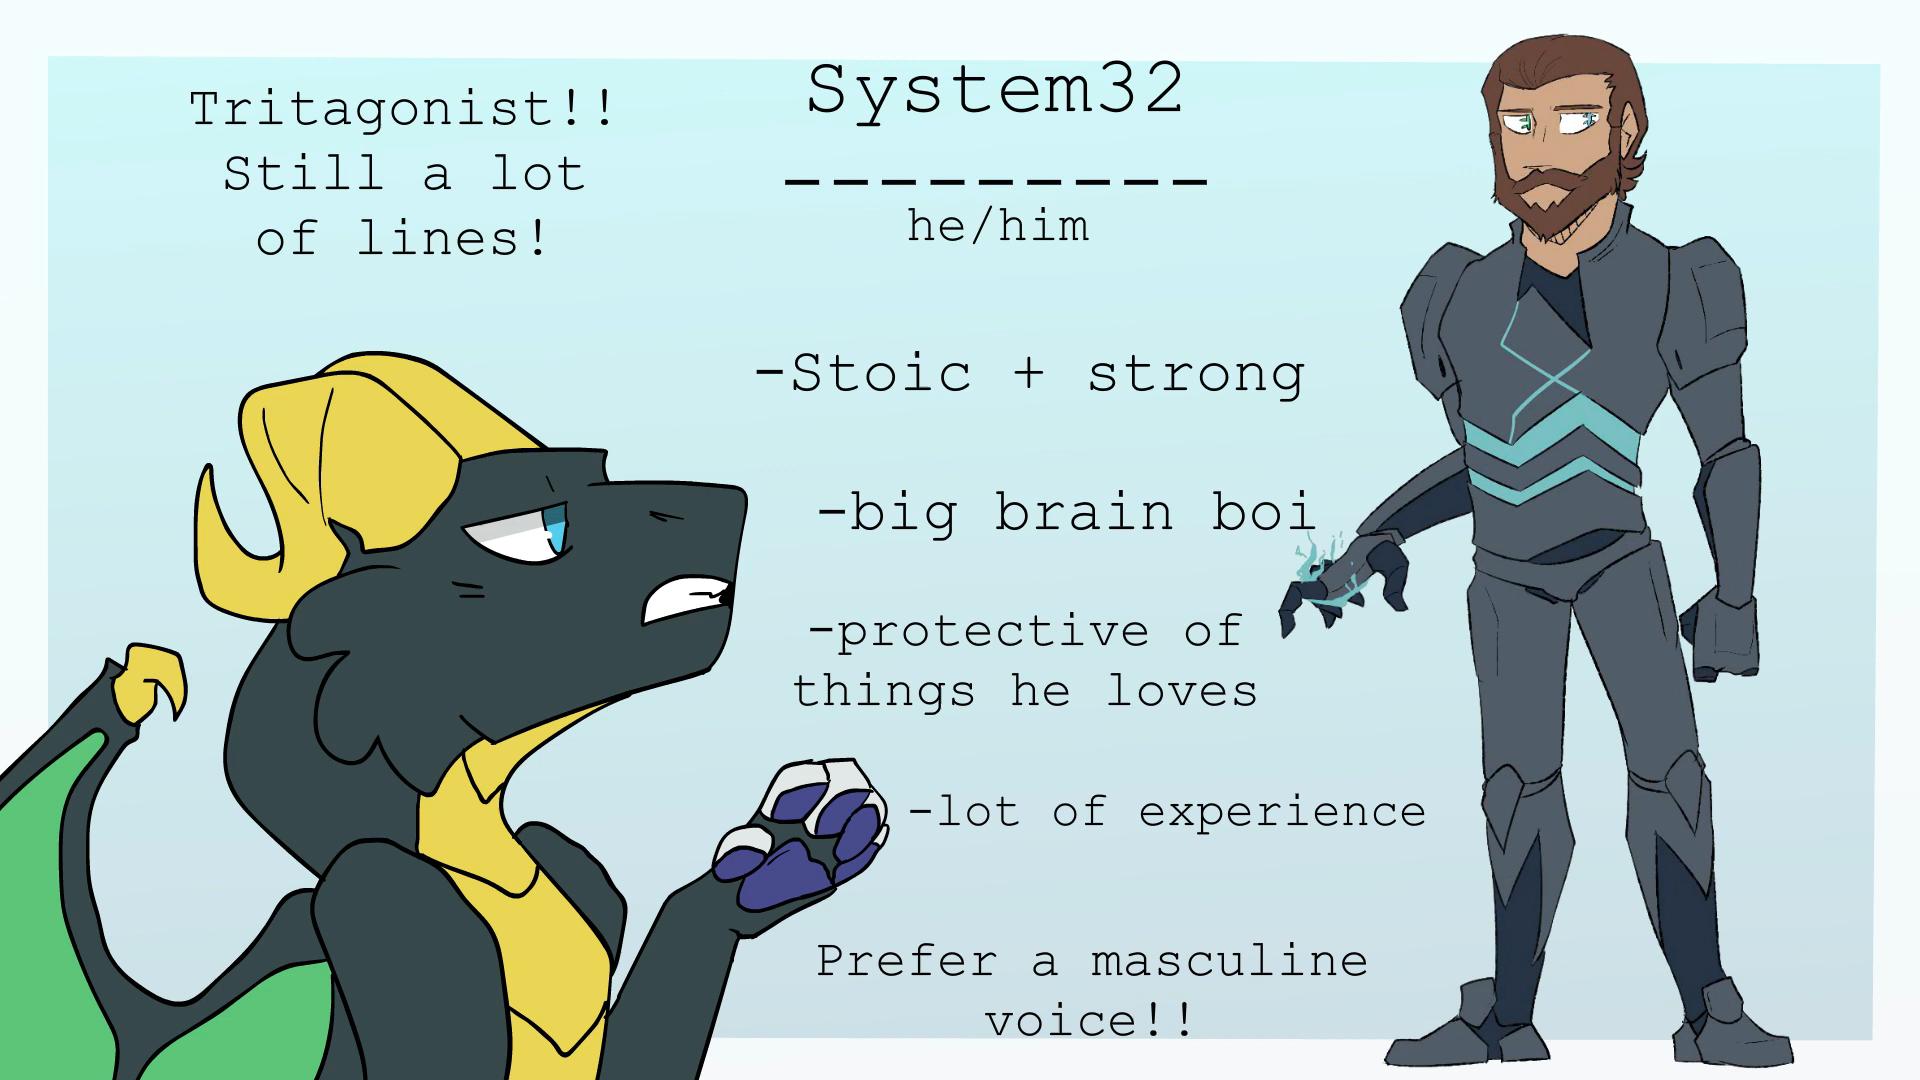 Tritagonist!!
Still a lot
of lines!
System32
_________
he/him
-Stoic + strong
-big brain boi
-protective of
things he loves
-lot of experience
Prefer a masculine
voice!!